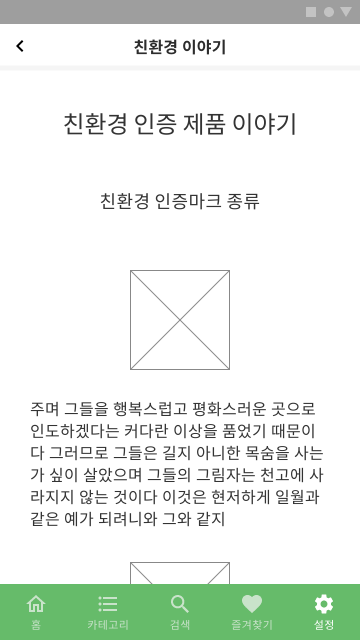 친환경 이야기
친환경 인증 제품 이야기
친환경 인증마크 종류
주며 그들을 행복스럽고 평화스러운 곳으로
인도하겠다는 커다란 이상을 품었기 때문이
다 그러므로 그들은 길지 아니한 목숨을 사는
가 싶이 살았으며 그들의 그림자는 천고에 사
라지지 않는 것이다 이것은 현저하게 일월과
같은 예가 되려니와 그와 같지
홈
카테고리
검색
즐겨찾기
설정